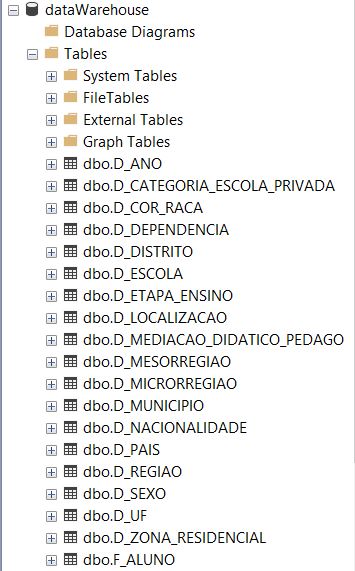 dataWarehouse
Database Diagrams
Tables
System Tables
FileTables
External Tables
Graph Tables
dbo.D_ANO
dbo.D_CATEGORIA_ESCOLA_PRIVADA
dbo.D_COR_RACA
dbo.D_DEPENDENCIA
dbo.D_DISTRITO
dbo.D_ESCOLA
dbo.D_ETAPA_ENSINO
dbo.D_LOCALIZACAO
dbo.D_MEDIACAO_DIDATICO_PEDAGO
dbo.D_MESORREGIAO
dbo.D_MICRORREGIAO
dbo.D_MUNICIPIO
dbo.D_NACIONALIDADE
dbo.D_PAIS
dbo.D_REGIAO
dbo.D_SEXO
dbo.D_UF
dbo.D_ZONA_RESIDENCIAL
dbo.F_ALUNO